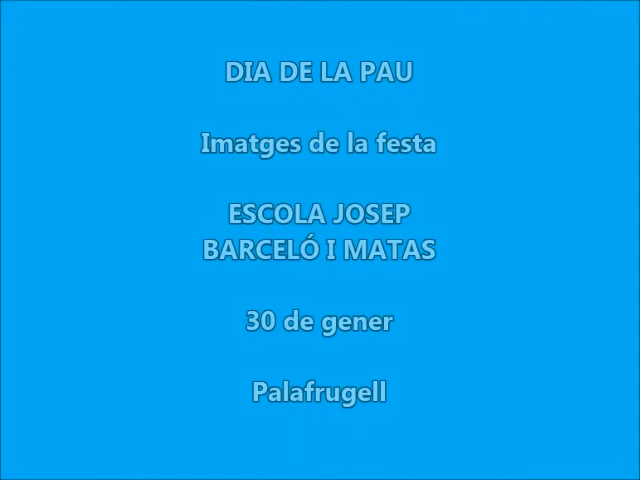 DIA DE LA PAU
Imatges de la festa
ESCOLA JOSEP
BARCELÓ I MATAS
30 de gener
Palafrugell